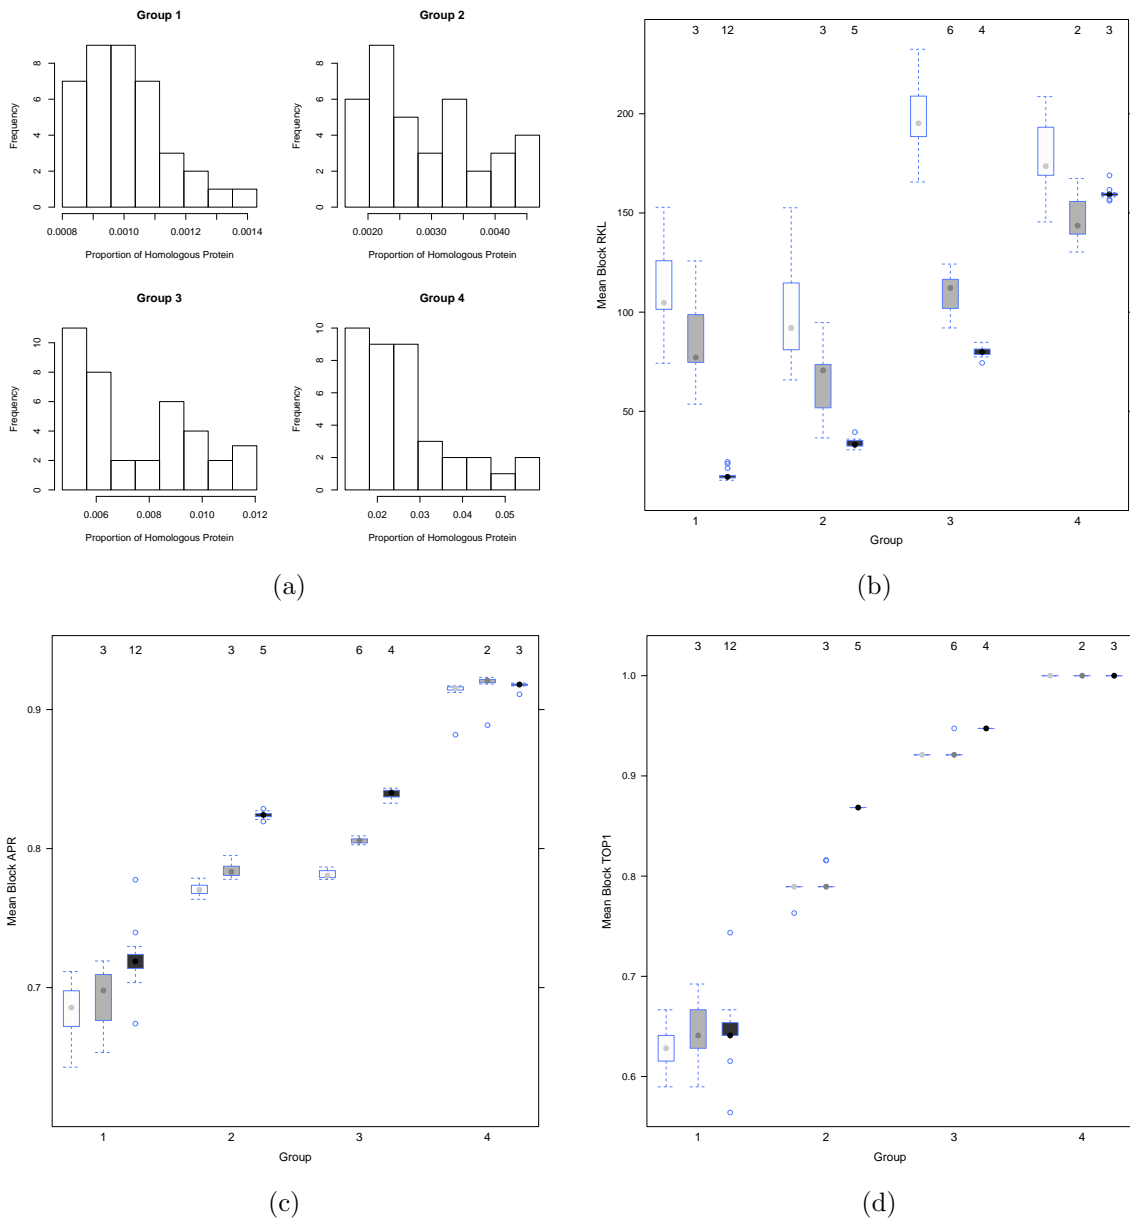 Group 1
Frequency
0 2 4 6 8
0.0008 0.0010 0.0012 0.0014
Proportion of Homologous Protein
Group 2
Frequency
0 2 4 6 8
0.0020 0.0030 0.0040
Proportion of Homologous Protein
Group 3
Frequency
0 2 4 6 8 10
0.006 0.008 0.010 0.012
Proportion of Homologous Protein
Group 4
Frequency
0 2 4 6 8 10
0.02 0.03 0.04 0.05
Proportion of Homologous Protein
(a)
3 12 3 5 6 4 2 3
Mean Block RKL
50 100 150 200
1 2 3 4
Group
(b)
3 12 3 5 6 4 2 3
Mean Block APR
0.7 0.8 0.9
1 2 3 4
Group
(c)
3 12 3 5 6 4 2 3
Mean Block TOP1
0.6 0.7 0.8 0.9 1.0
1 2 3 4
Group
(d)